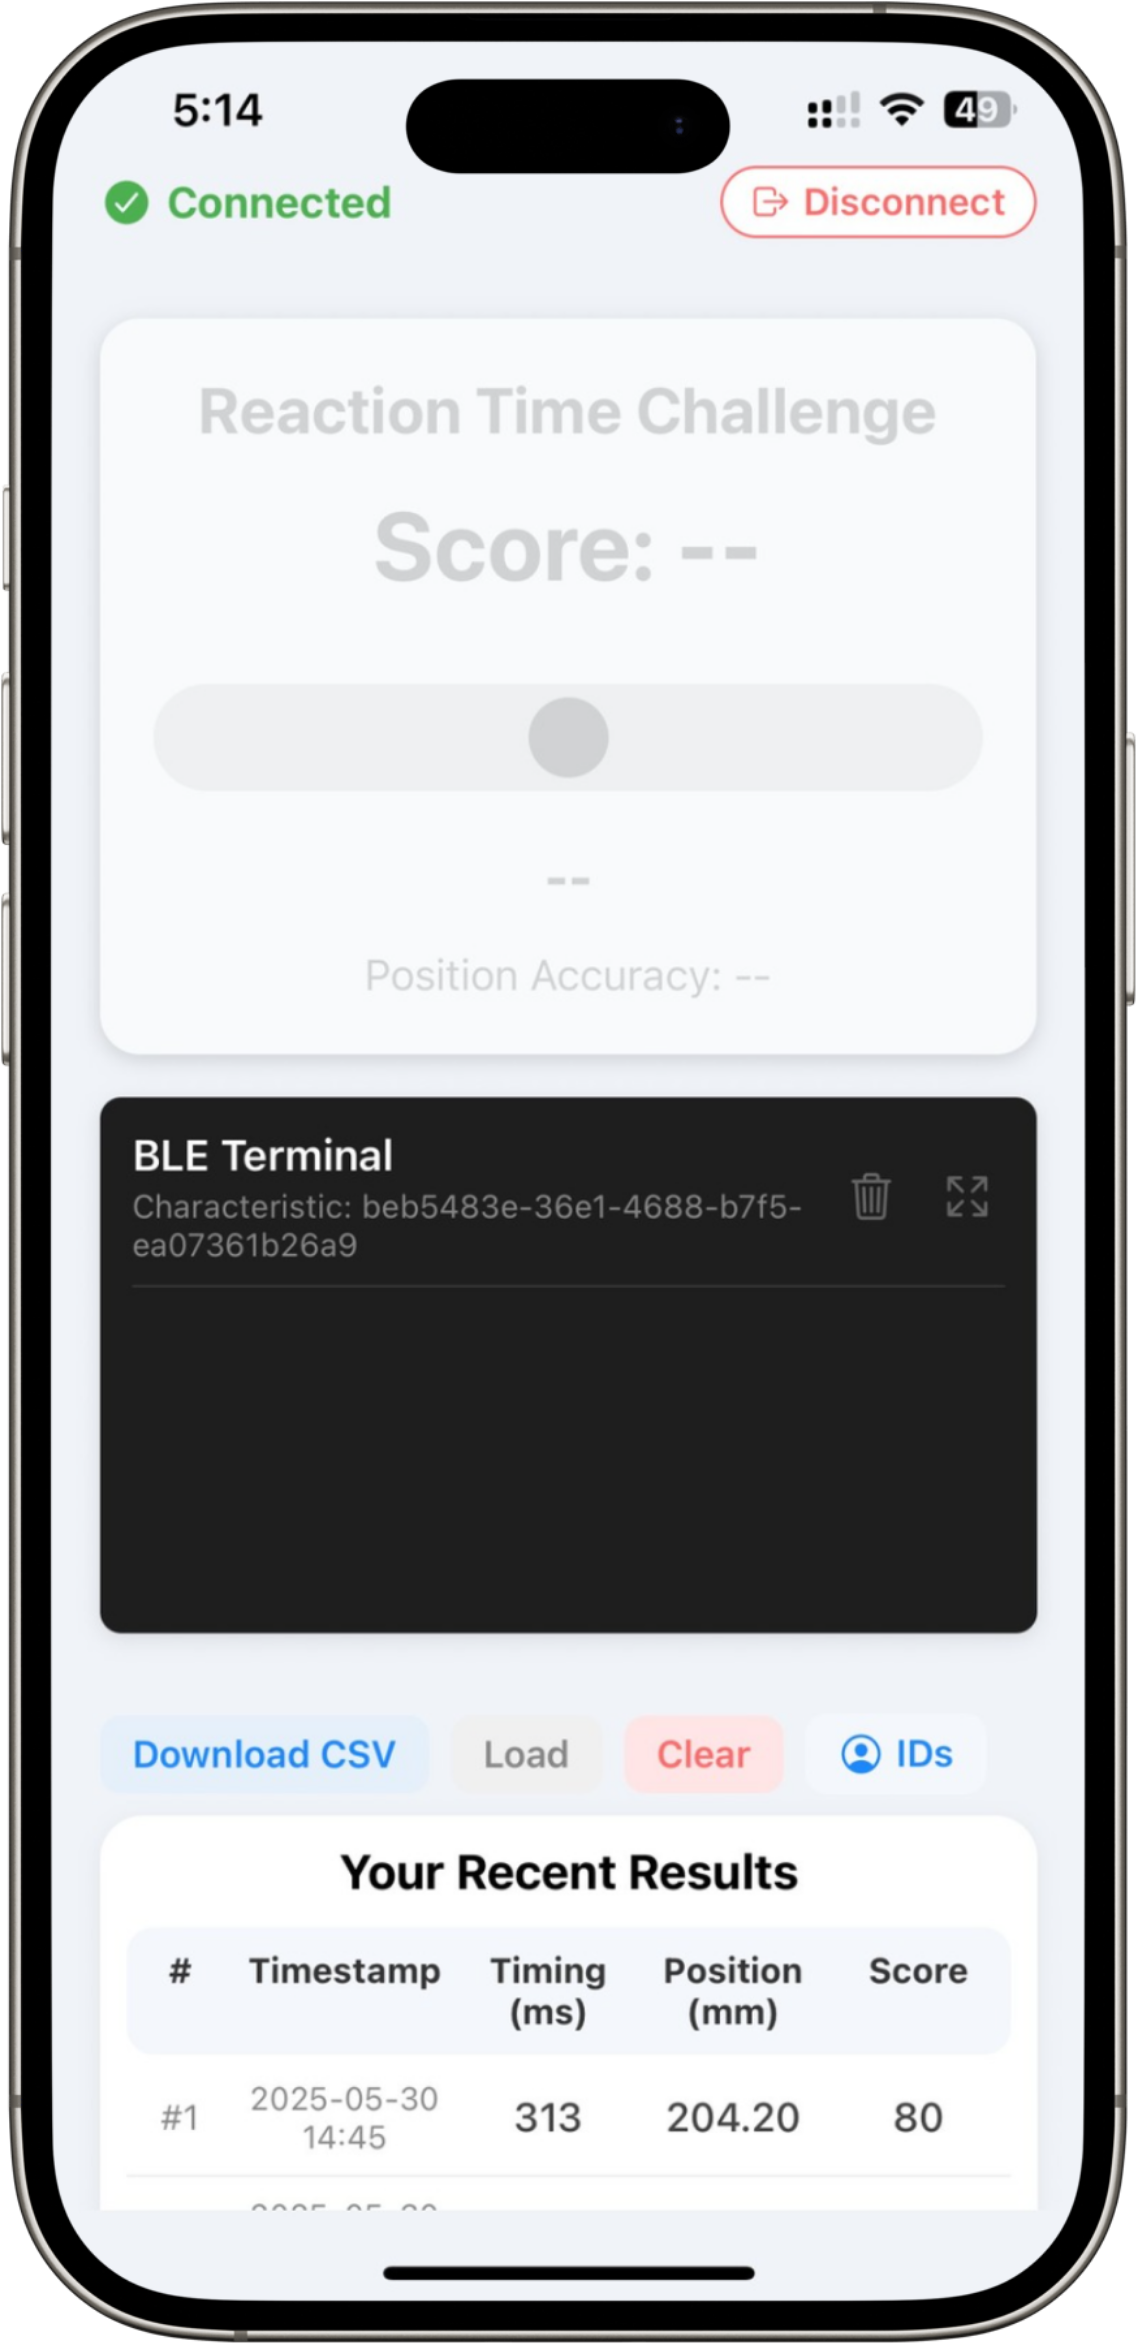 5:14
49
Connected
Disconnect
Reaction Time Challenge
Score: --
--
Position Accuracy: --
BLE Terminal
Characteristic: beb5483e-36e1-4688-b7f5-
ea07361b26a9
Download CSV
Load
Clear
IDs
Your Recent Results
# Timestamp Timing Position Score
(ms) (mm)
2025-05-30
#1 313 204.20 80
14:45